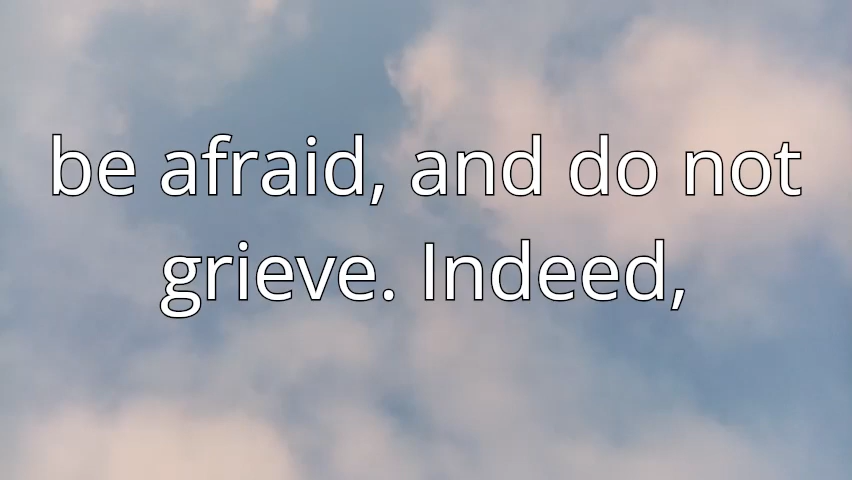 be afraid, and do not
grieve. Indeed,